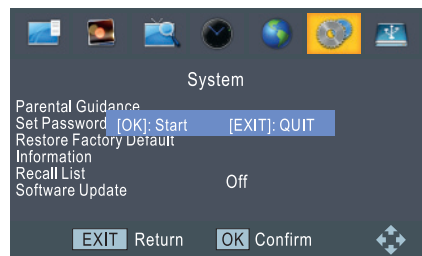 System
Parental Guidance
Set Password
[OK]: Start [EXIT]: QUIT
Restore Factory Default
Information
Recall List Off
Software Update
EXIT Return OK Confirm